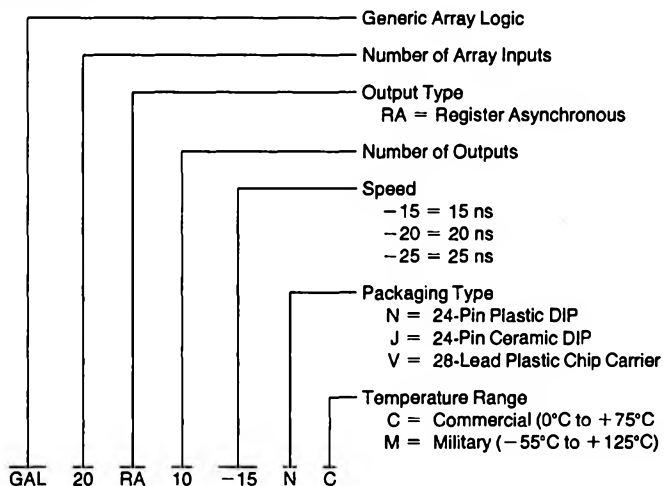 Generic Array Logic
Number of Array Inputs
Output Type
RA = Register Asynchronous
Number of Outputs
Speed
−15 = 15 ns
−20 = 20 ns
−25 = 25 ns
Packaging Type
N = 24-Pin Plastic DIP
J = 24-Pin Ceramic DIP
V = 28-Lead Plastic Chip Carrier
Temperature Range
C = Commercial (0°C to +75°C
M = Military (−55°C to +125°C)
GAL 20 RA 10 −15 N C